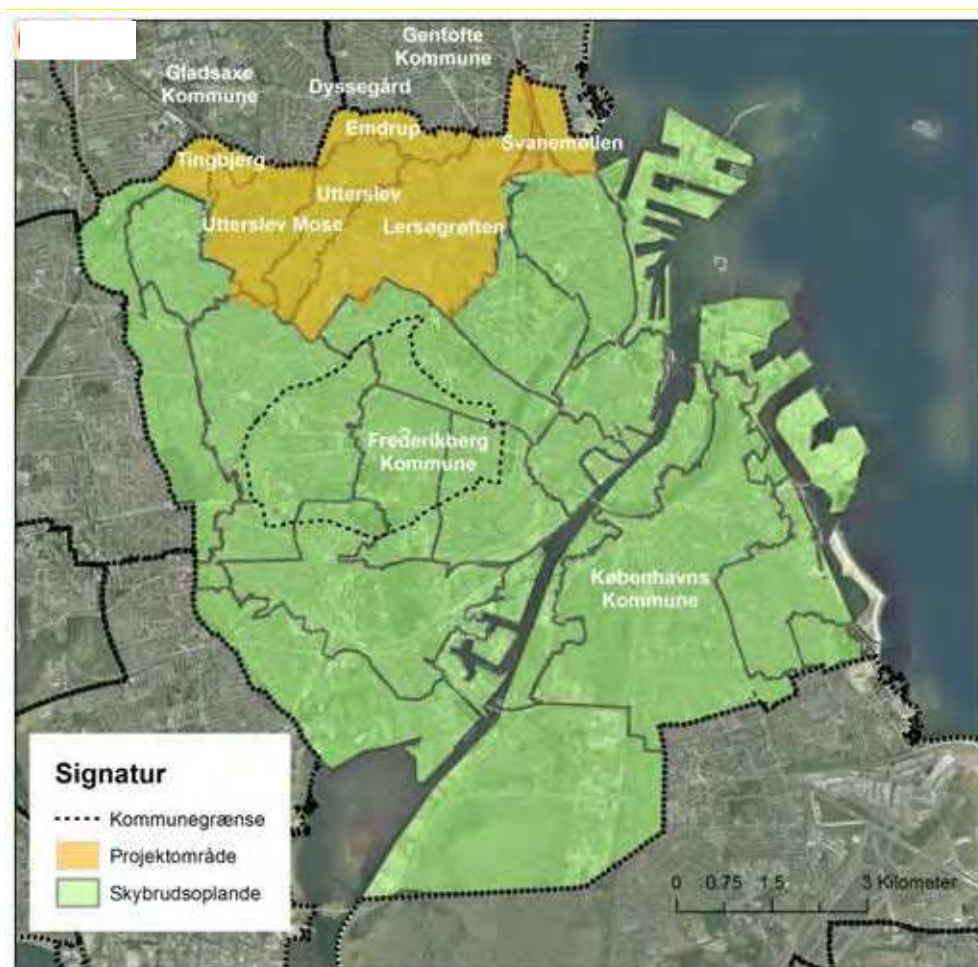 Gentofte
Kommune
Gladsaxe
Kommune
Dyssegård
Emdrup
Svanemøllen
Tingbjerg
Utterslev
Utterslev Mose
Lersøgrøften
Frederikberg
Kommune
Københavns
Kommune
Signatur
Kommunegrænse
Projektområde
Skybrudsoplande
0 0.75 1.5 3 Kilometer